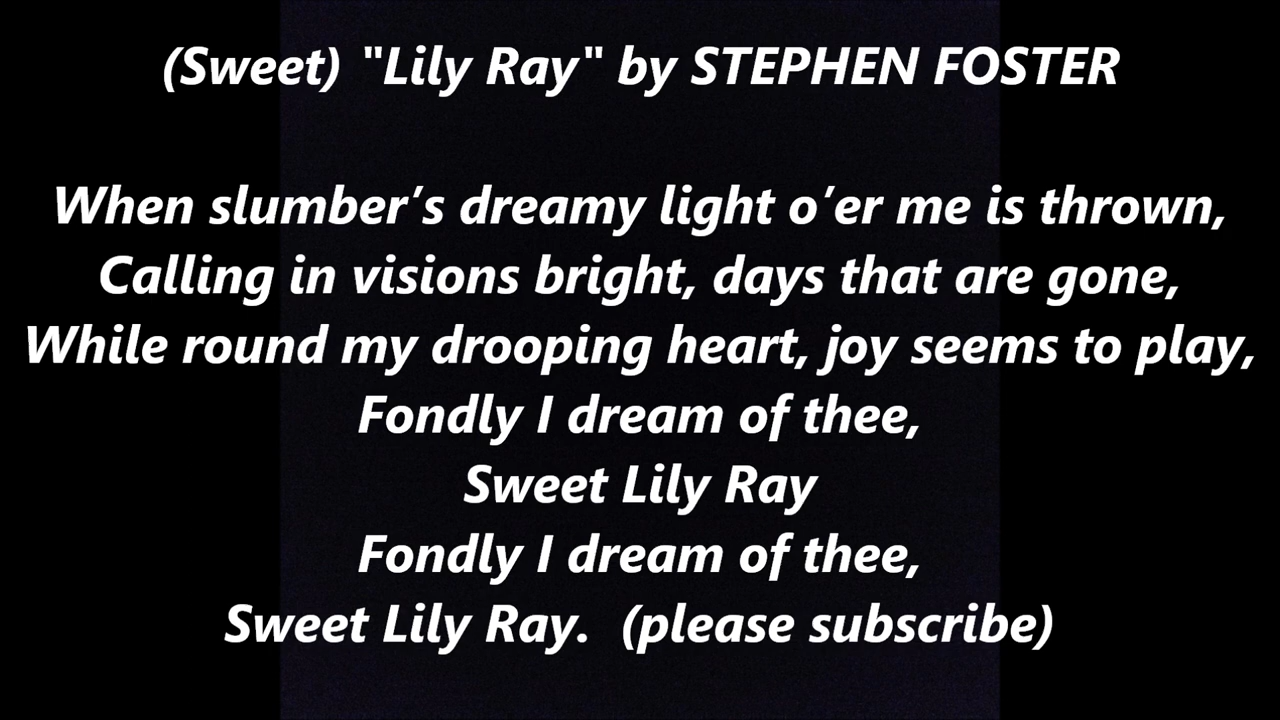 (Sweet) "Lily Ray" by STEPHEN FOSTER
When slumber’s dreamy light o’er me is thrown,
Calling in visions bright, days that are gone,
While round my drooping heart, joy seems to play,
Fondly I dream of thee,
Sweet Lily Ray
Fondly I dream of thee,
Sweet Lily Ray.  (please subscribe)